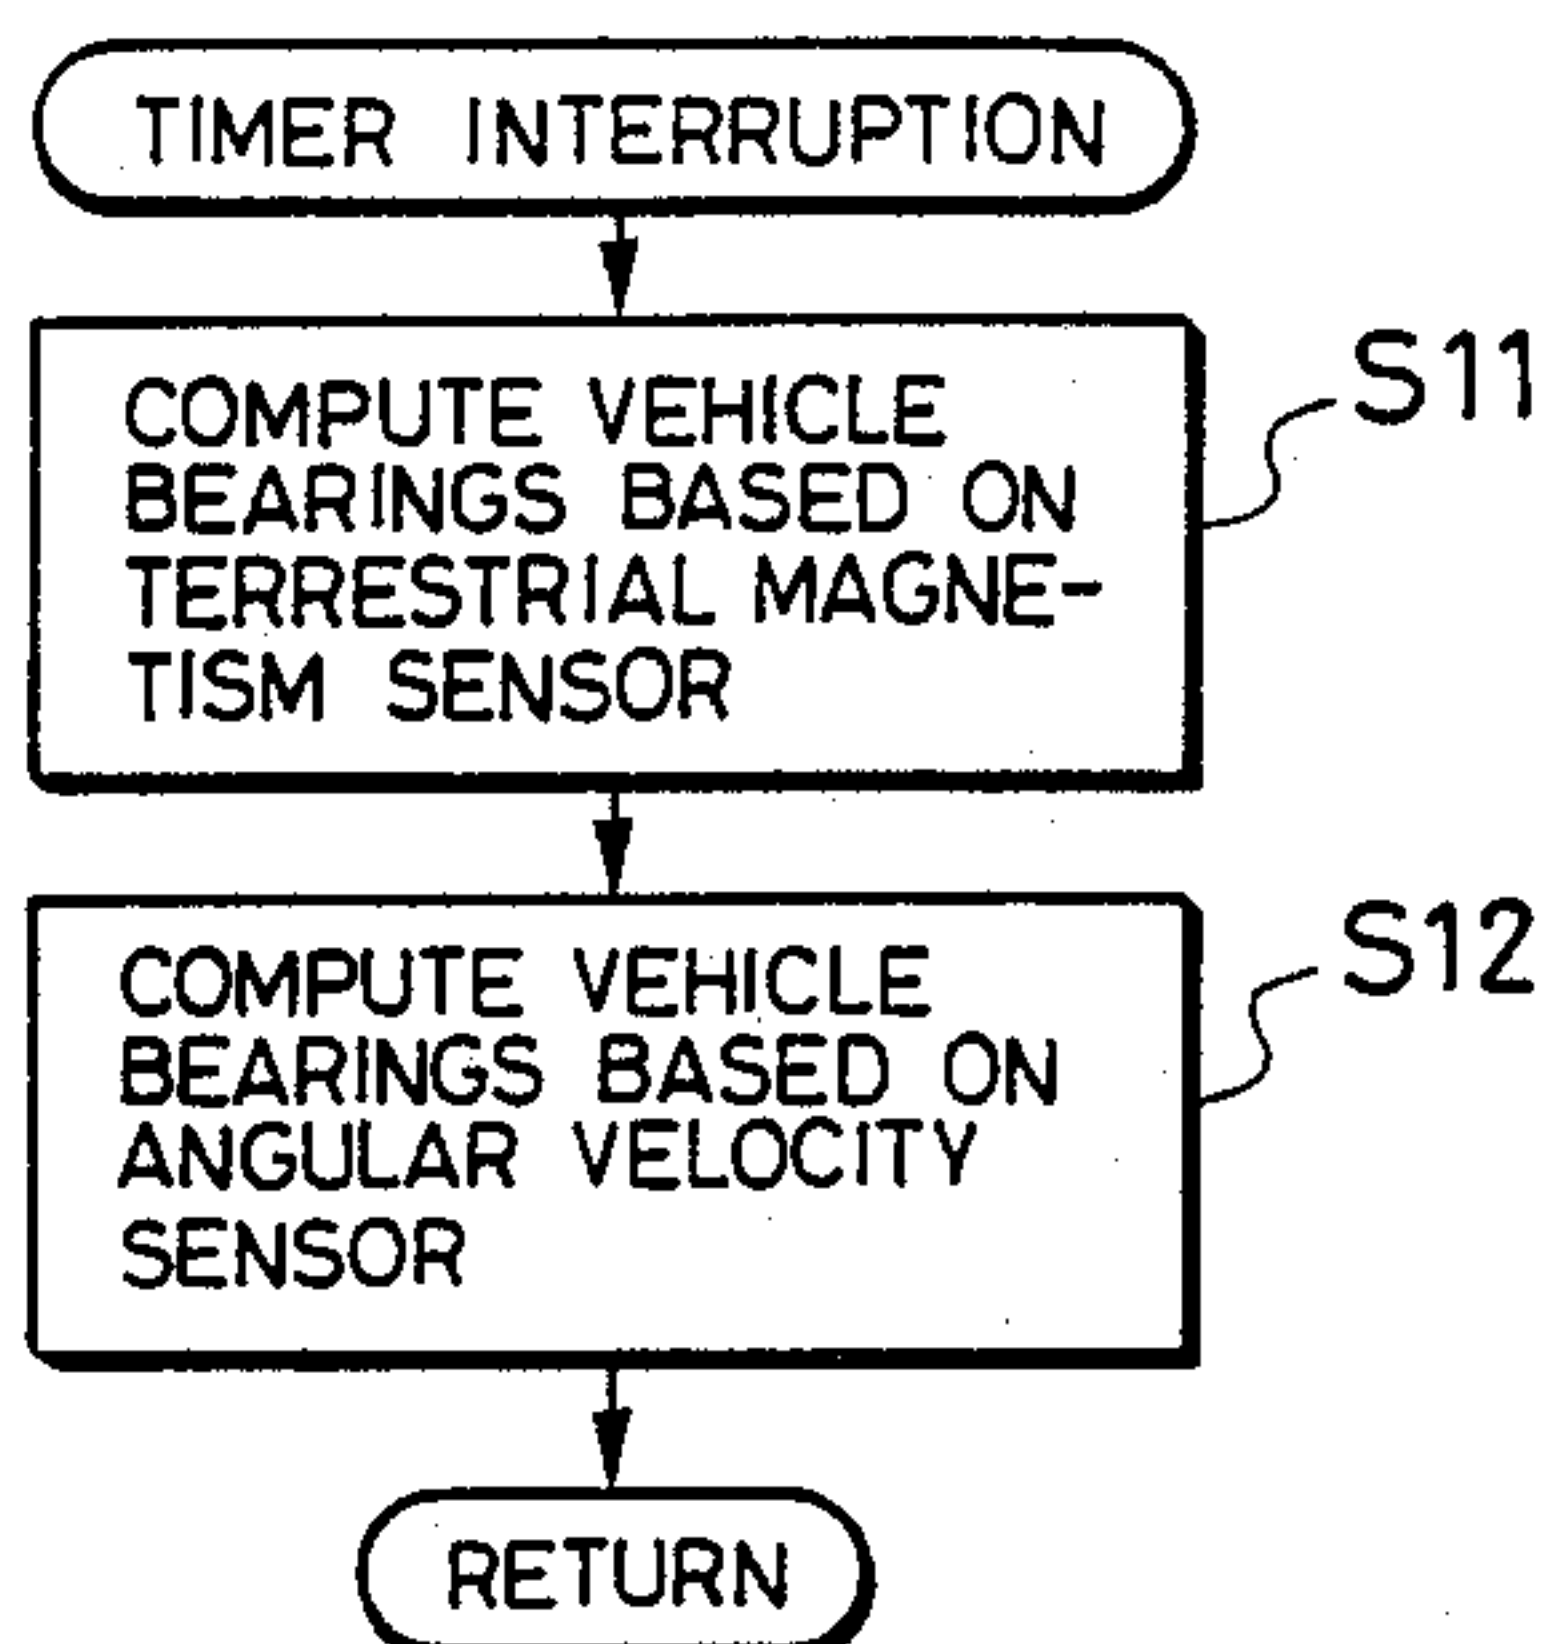 TIMER INTERRUPTION
COMPUTE VEHICLE
BEARINGS BASED ON
TERRESTRIAL MAGNE-
TISM SENSOR
S11
COMPUTE VEHICLE
BEARINGS BASED ON
ANGULAR VELOCITY
SENSOR
S12
RETURN